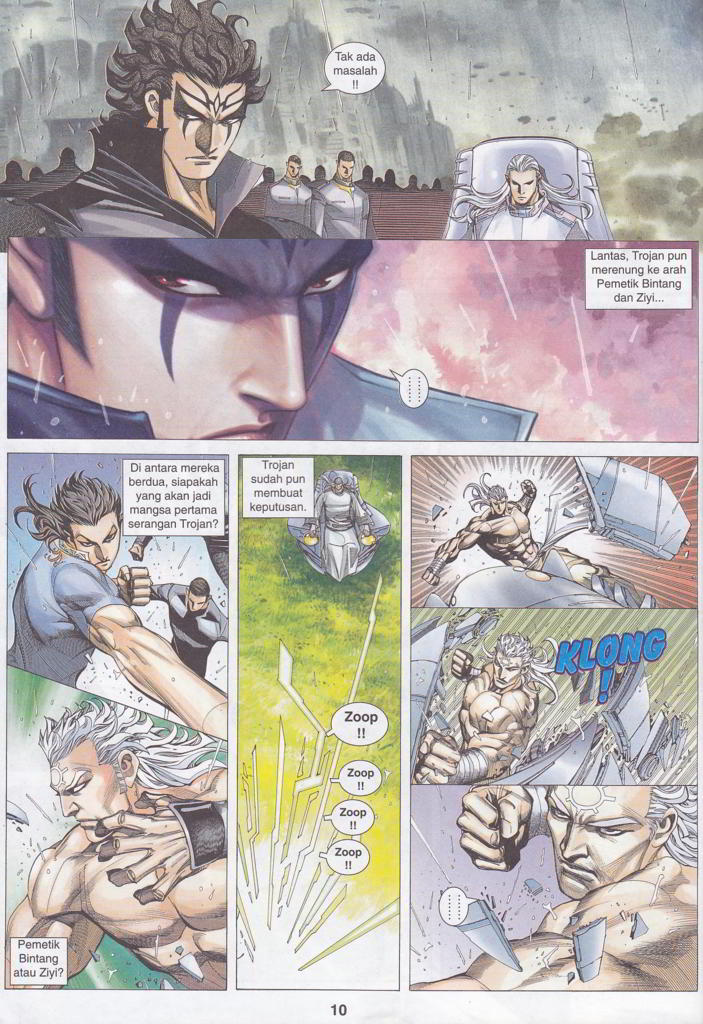 Tak ada
masalah
!!
Lantas, Trojan pun
merenung ke arah
Pemetik Bintang
dan Ziyi...
Di antara mereka
berdua, siapakah
yang akan jadi
mangsa pertama
serangan Trojan?
Pemetik
Bintang
atau Ziyi?
Trojan
sudah pun
membuat
keputusan.
Zoop
!!
Zoop
!!
Zoop
!!
Zoop
!!
KLONG
!
10